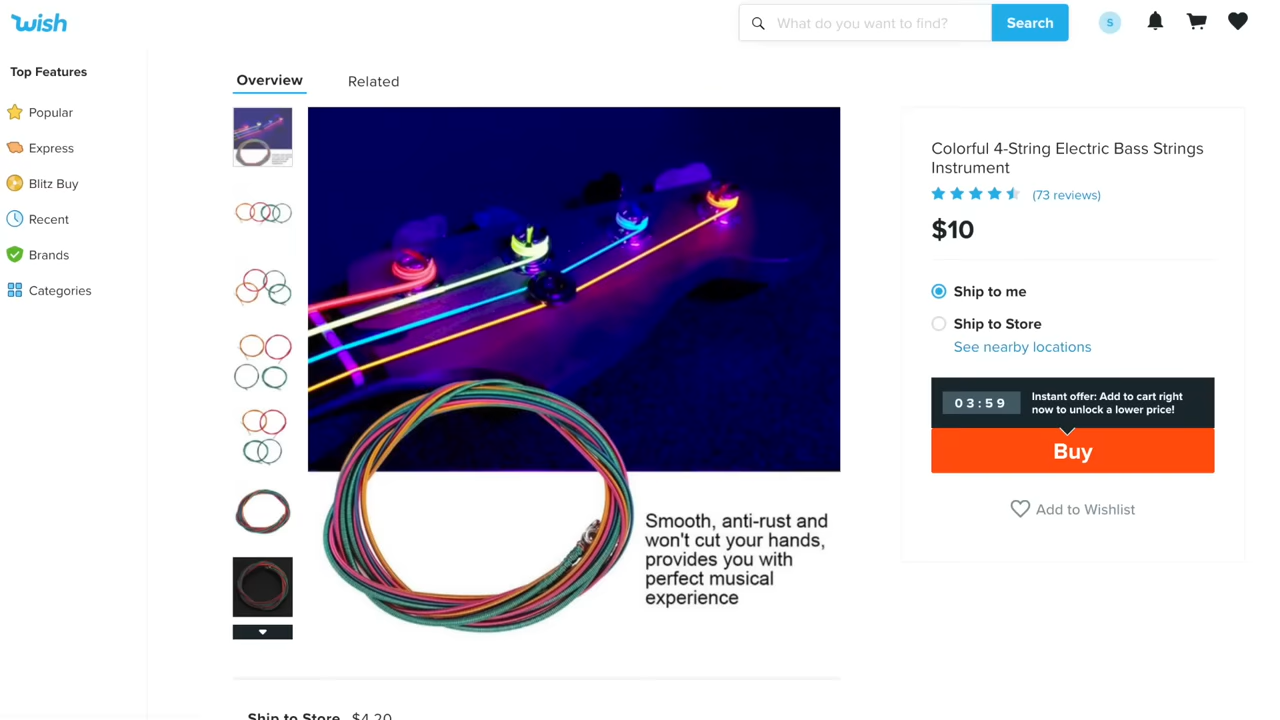 wish
What do you want to find?
Search
S
Top Features
Popular
Express
Blitz Buy
Recent
Brands
Categories
Overview
Related
Smooth, anti-rust and
won't cut your hands,
provides you with
perfect musical
experience
Colorful 4-String Electric Bass Strings
Instrument
(73 reviews)
$10
Ship to me
Ship to Store
See nearby locations
03:59
Instant offer: Add to cart right
now to unlock a lower price!
Buy
Add to Wishlist
Ship to Store $4.20